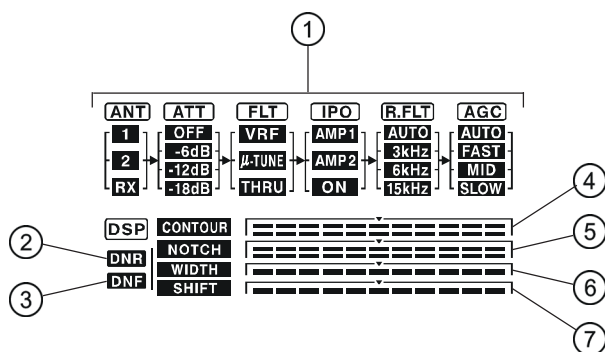 1
ANT ATT FLT IPO R.FLT AGC
1 OFF VRF AMP1 AUTO AUTO
-6dB 3kHz FAST
2 μ-TUNE AMP2
-12dB 6kHz MID
RX -18dB THRU ON 15kHz SLOW
4
DSP CONTOUR
5
2 NOTCH
DNR
WIDTH
6
3 DNF
SHIFT
7